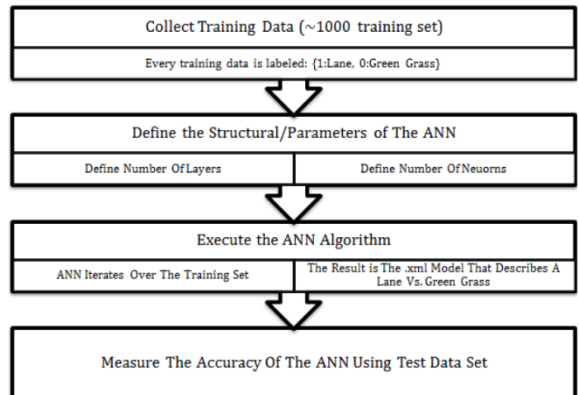 Collect Training Data (~1000 training set)
Every training data is labeled: {1:Lane, 0:Green Grass}
Define the Structural/Parameters of The ANN
Define Number Of Layers
Define Number Of Neuorns
Execute the ANN Algorithm
ANN Iterates Over The Training Set
The Result is The .xml Model That Describes A
Lane Vs. Green Grass
Measure The Accuracy Of The ANN Using Test Data Set